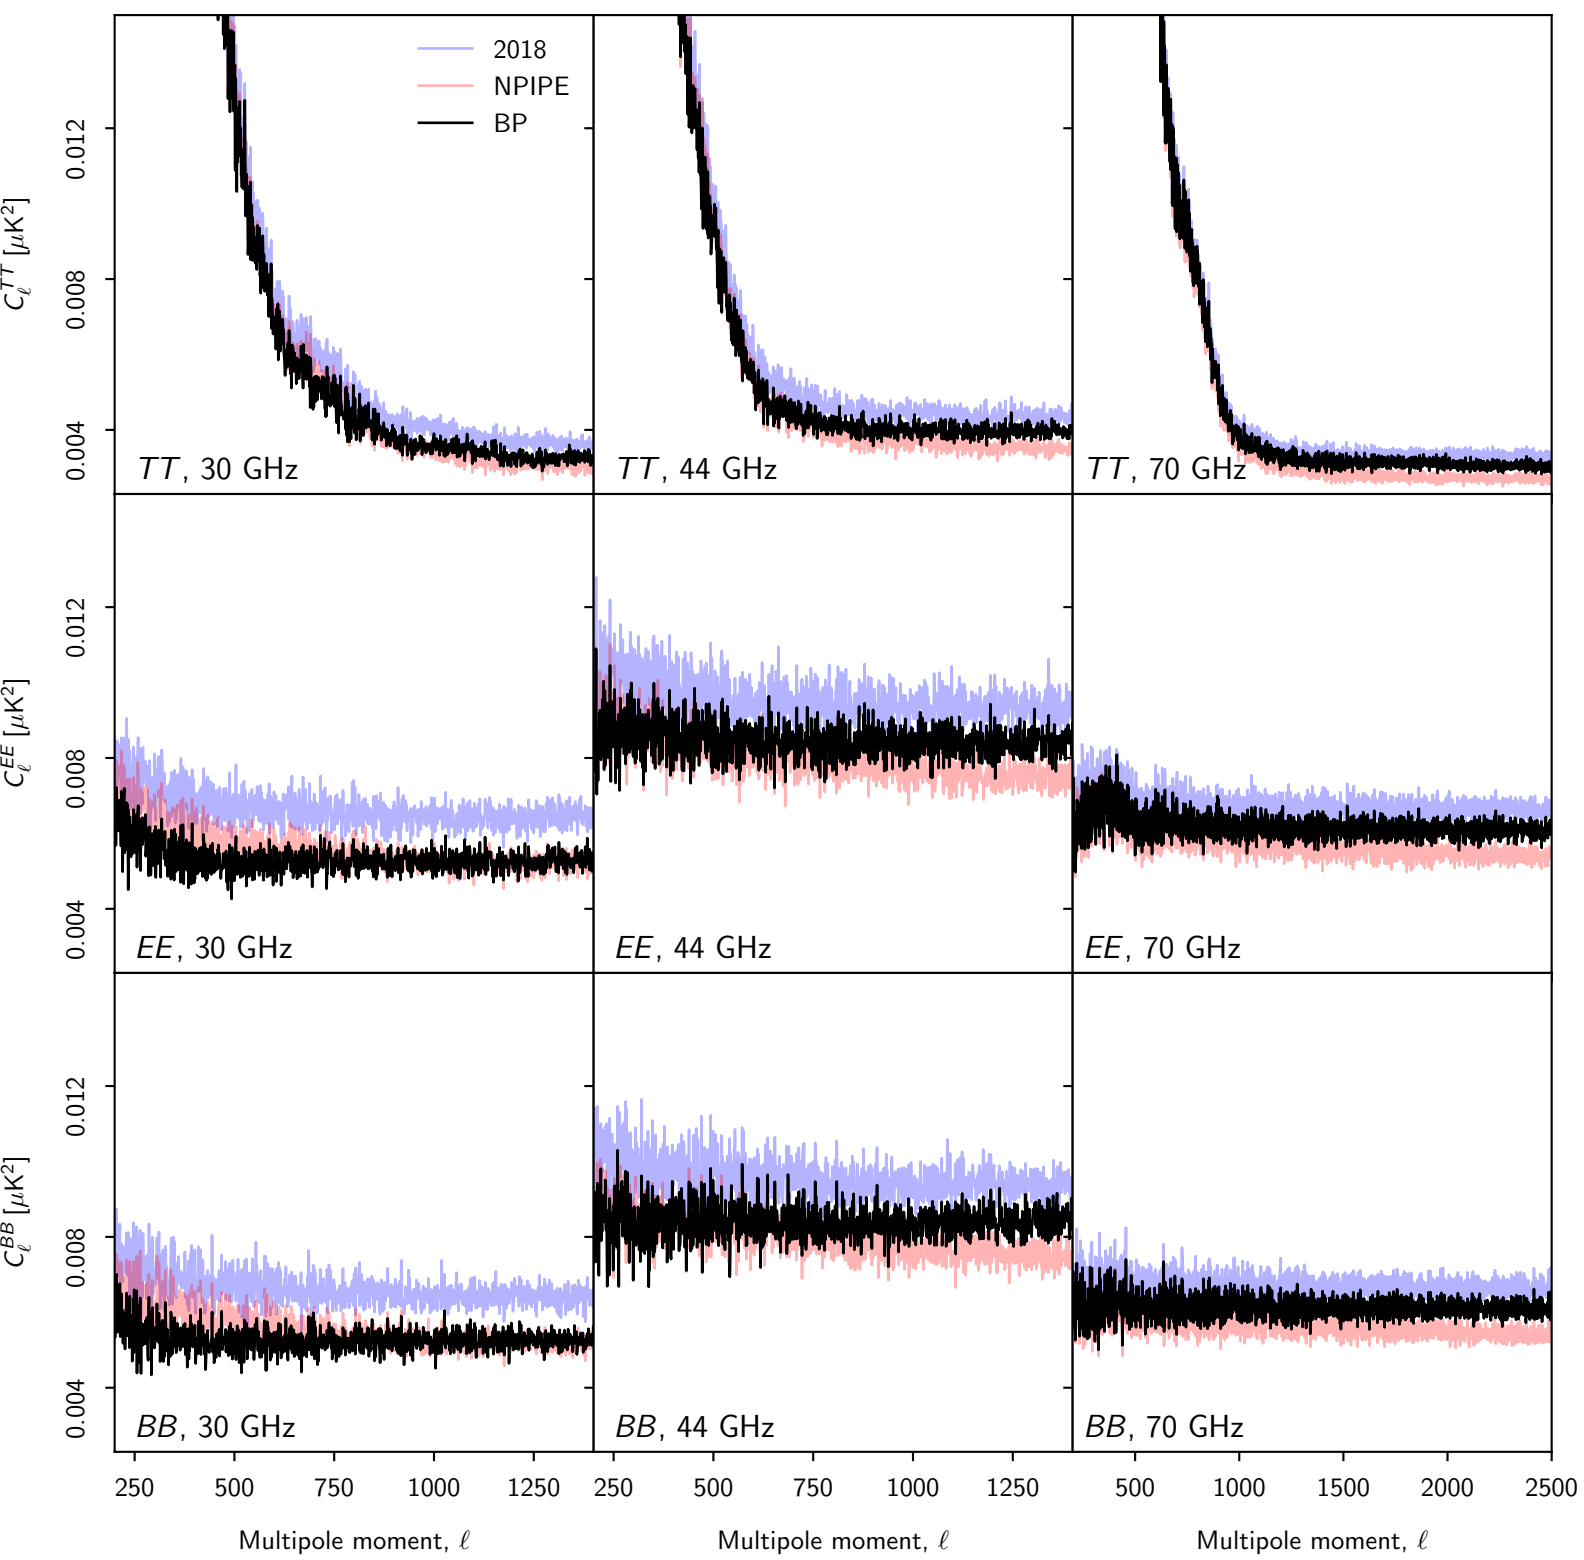 2018
NPIPE
BP
0.012
0.008
0.004
C_ℓ^{TT} [μK²]
TT, 30 GHz
TT, 44 GHz
TT, 70 GHz
0.012
0.008
0.004
C_ℓ^{EE} [μK²]
EE, 30 GHz
EE, 44 GHz
EE, 70 GHz
0.012
0.008
0.004
C_ℓ^{BB} [μK²]
BB, 30 GHz
BB, 44 GHz
BB, 70 GHz
250 500 750 1000 1250 250 500 750 1000 1250 500 1000 1500 2000 2500
Multipole moment, ℓ Multipole moment, ℓ Multipole moment, ℓ